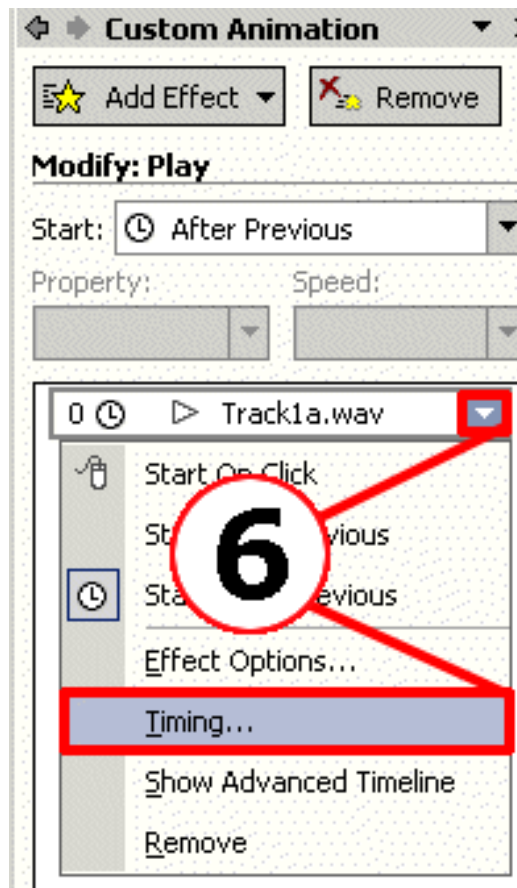 Custom Animation
Add Effect
Remove
Modify: Play
Start: After Previous
Property: Speed:
0 Track1a.wav
Start On Click
6
Effect Options...
Timing...
Show Advanced Timeline
Remove